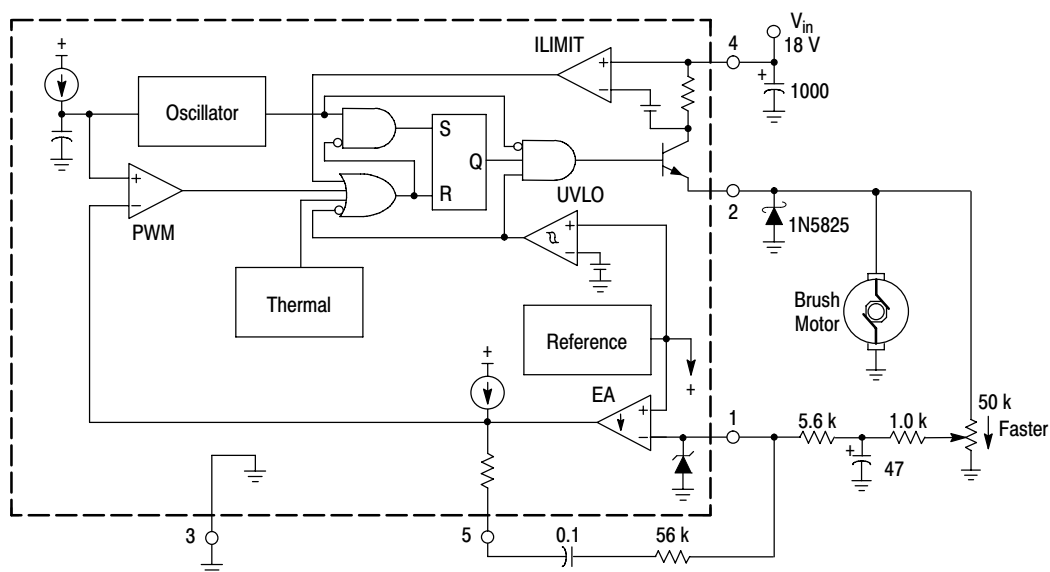 +
Oscillator
+
−
PWM
Thermal
S
Q
R
ILIMIT
+
−
UVLO
+
−
Reference
+
EA
+
−
+
4
Vin
18 V
+
1000
2
1N5825
Brush
Motor
1
5.6 k
1.0 k
50 k
Faster
+
47
3
5
0.1
56 k